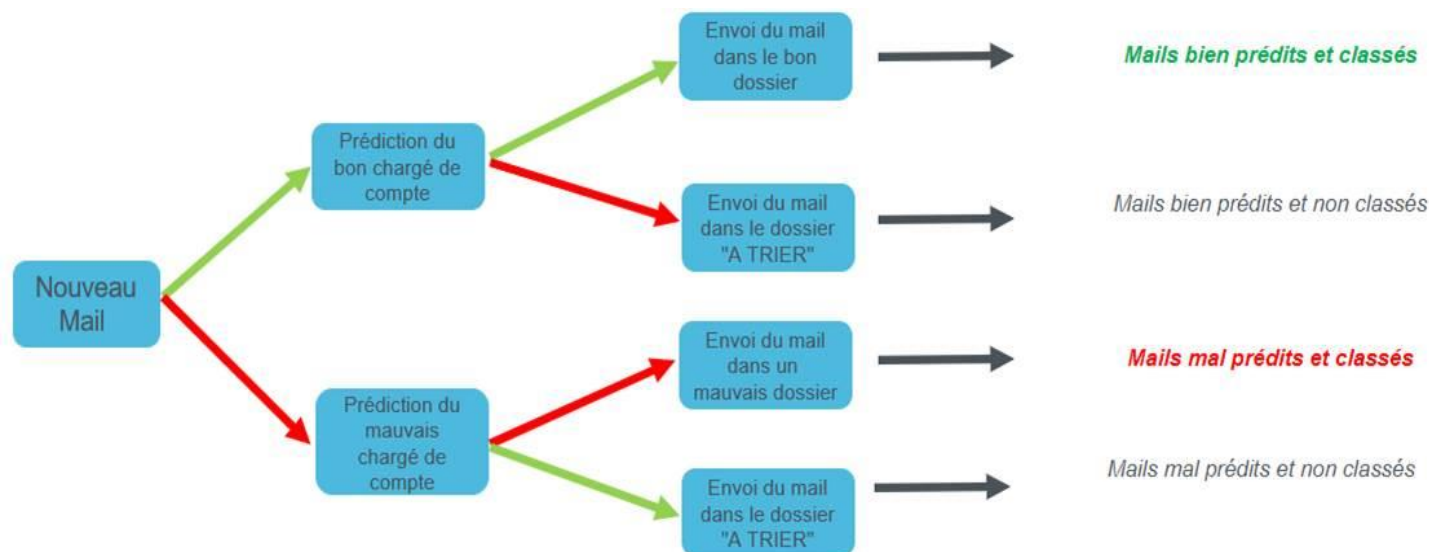 Envoi du mail
dans le bon
dossier
Mails bien prédits et classés
Prédiction du
bon chargé de
compte
Envoi du mail
dans le dossier
"A TRIER"
Mails bien prédits et non classés
Nouveau
Mail
Envoi du mail
dans un
mauvais dossier
Mails mal prédits et classés
Prédiction du
mauvais
chargé de
compte
Envoi du mail
dans le dossier
"A TRIER"
Mails mal prédits et non classés